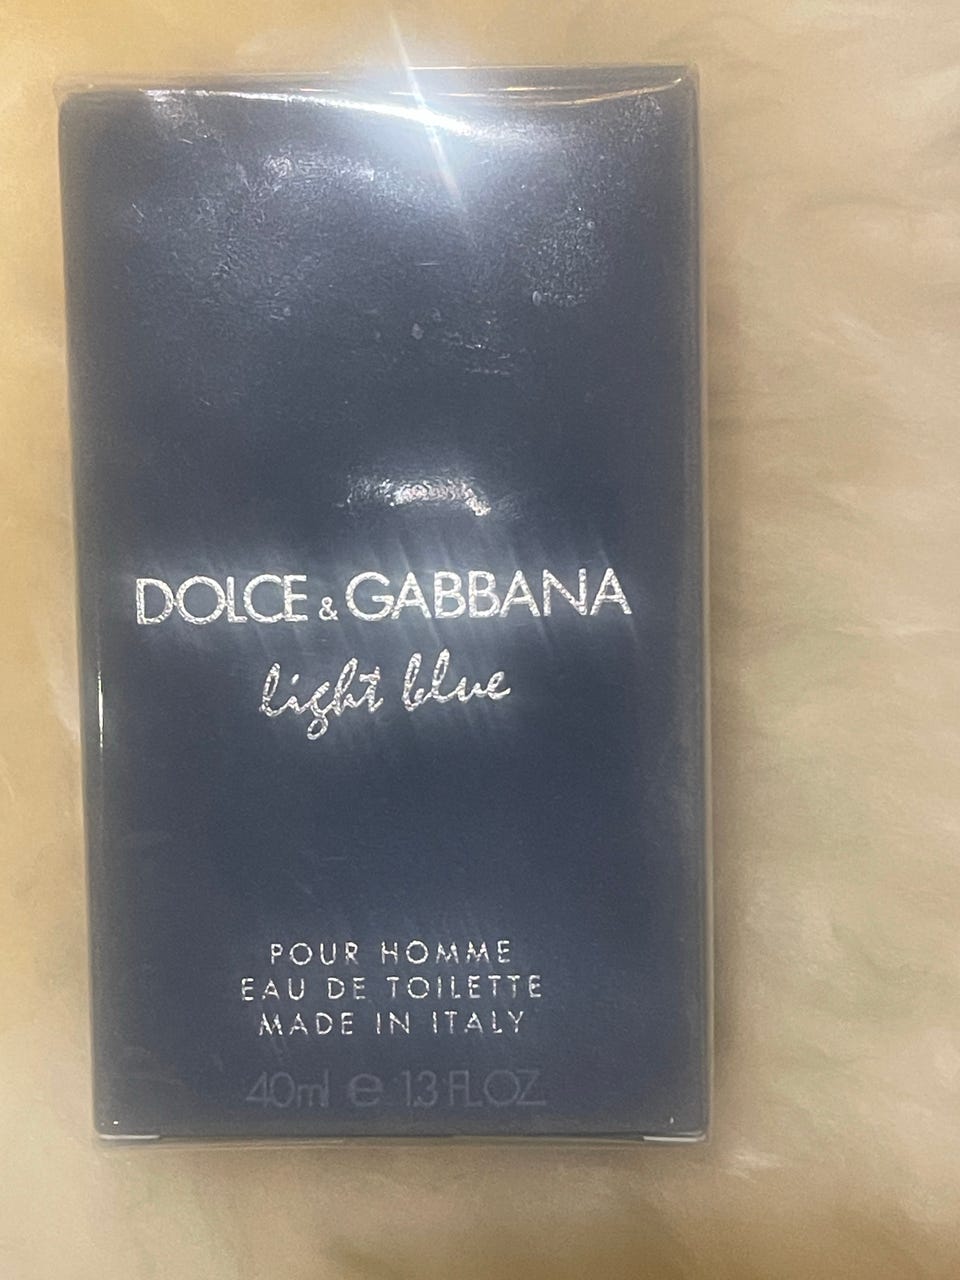 DOLCE & GABBANA
light blue
POUR HOMME
EAU DE TOILETTE
MADE IN ITALY
40ml e 1.3 FL.OZ